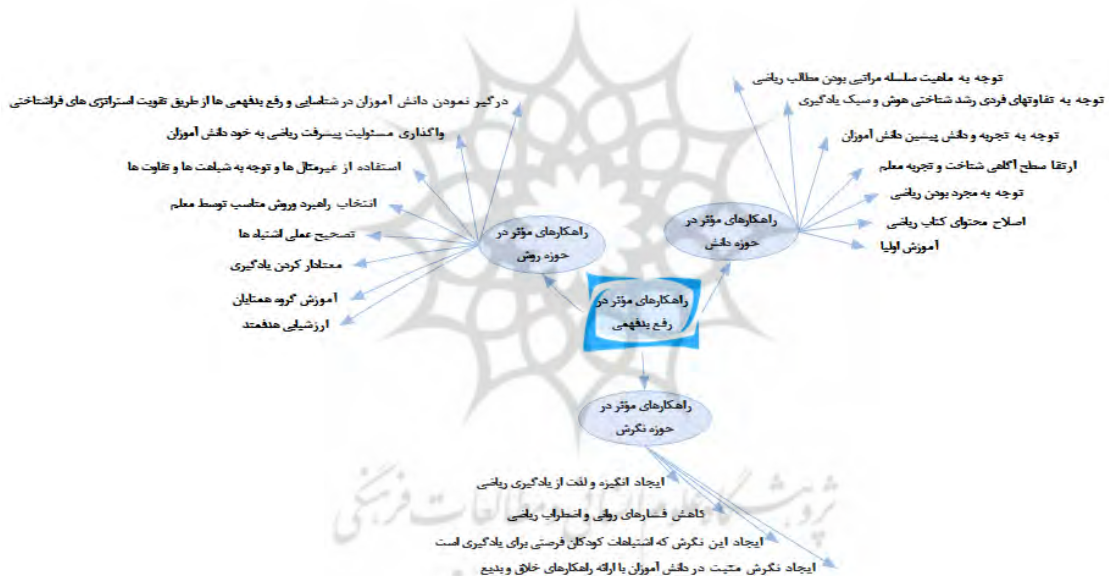 توجه به ماهیت سلسله مراتبی بودن مطالب ریاضی
توجه به تفاوتهای فردی رشد شناختی هوش و سبک یادگیری
توجه به تجربه و دانش پیشین دانش آموزان
ارتقا سطح آگاهی شناخت و تجربه معلم
توجه به مجرد بودن ریاضی
اصلاح محتوای کتاب ریاضی
آموزش اولیا
راهکارهای مؤثر در
حوزه دانش
درگیر نمودن دانش آموزان در شناسایی و رفع بدفهمی ها از طریق تقویت استراتژی های فراشناختی
واگذاری مسئولیت پیسرفت ریاضی به خود دانش آموزان
استفاده از غیرمثال ها و توجه به شباهت ها و تفاوت ها
انتخاب راهبرد وروش مناسب توسط معلم
تصحیح عملی اشتباه ها
معنادار کردن یادگیری
آموزش گروه همتایان
ارزشیابی هدفمند
راهکارهای مؤثر در
حوزه روش
راهکارهای مؤثر در
رفع بدفهمی
راهکارهای مؤثر در
حوزه نگرش
ایجاد انگیزه و لذت از یادگیری ریاضی
کاهش فشارهای روانی و اضطراب ریاضی
ایجاد این نگرش که اشتباهات کودکان فرصتی برای یادگیری است
ایجاد نگرش مثبت در دانش آموزان با ارائه راهکارهای خلاق و بدیع
پژوهشگاه علوم انسانی و مطالعات فرهنگی